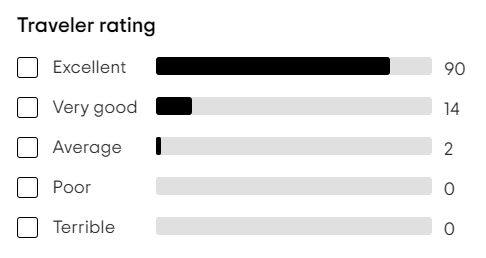 Traveler rating
Excellent 90
Very good 14
Average 2
Poor 0
Terrible 0